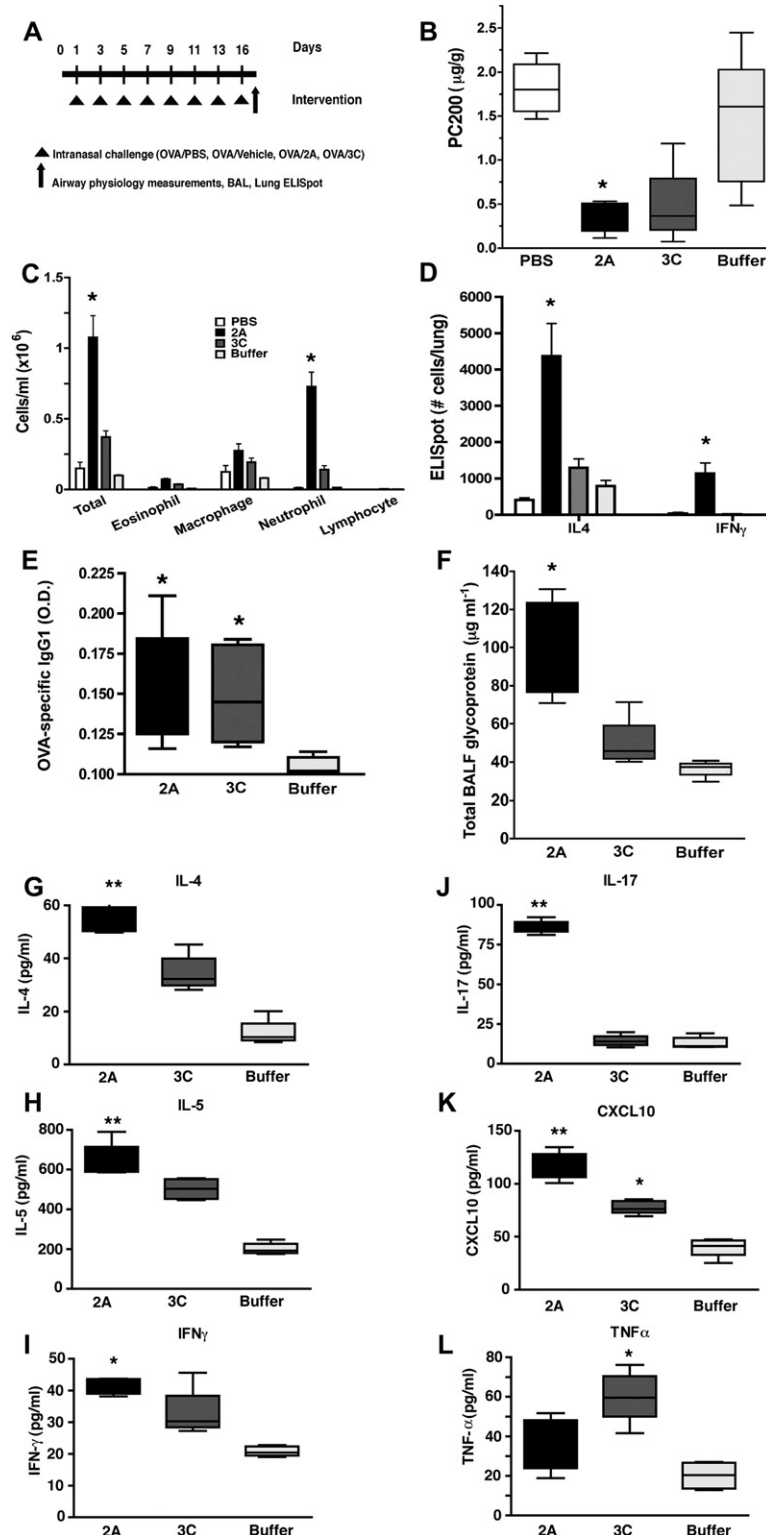 A
0 1 3 5 7 9 11 13 16 Days
Intervention
Intranasal challenge (OVA/PBS, OVA/Vehicle, OVA/2A, OVA/3C)
Airway physiology measurements, BAL, Lung ELISpot
B
PC200 (µg/g)
2.5
2.0
1.5
1.0
0.5
0.0
*
PBS 2A 3C Buffer
C
Cells/ml (x10⁶)
1.5
1
0.5
0
*
*
PBS
2A
3C
Buffer
Total Eosinophil Macrophage Neutrophil Lymphocyte
D
ELISpot (# cells/lung)
6000
5000
4000
3000
2000
1000
0
*
*
IL4 IFNγ
E
OVA-specific IgG1 (O.D.)
0.225
0.200
0.175
0.150
0.125
0.100
*
*
2A 3C Buffer
F
Total BALF glycoprotein (µg ml⁻¹)
140
120
100
80
60
40
20
0
*
2A 3C Buffer
G
IL-4
IL-4 (pg/ml)
60
40
20
0
**
2A 3C Buffer
J
IL-17
IL-17 (pg/ml)
100
75
50
25
0
**
2A 3C Buffer
H
IL-5
IL-5 (pg/ml)
800
600
400
200
0
**
2A 3C Buffer
K
CXCL10
CXCL10 (pg/ml)
150
100
50
0
**
*
2A 3C Buffer
I
IFNγ
IFN-γ (pg/ml)
50
40
30
20
10
0
*
2A 3C Buffer
L
TNFα
TNF-α(pg/ml)
80
60
40
20
0
*
2A 3C Buffer